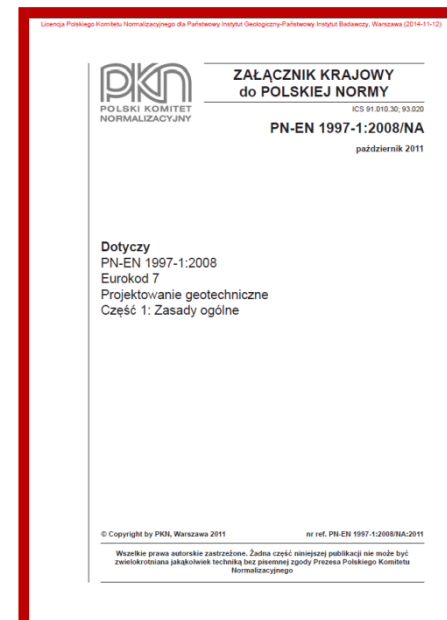 Licencja Polskiego Komitetu Normalizacyjnego dla Państwowy Instytut Geologiczny-Państwowy Instytut Badawczy, Warszawa (2014-11-12)
PKN
POLSKI KOMITET
NORMALIZACYJNY
ZAŁĄCZNIK KRAJOWY
do POLSKIEJ NORMY
ICS 91.010.30; 93.020
PN-EN 1997-1:2008/NA
październik 2011
Dotyczy
PN-EN 1997-1:2008
Eurokod 7
Projektowanie geotechniczne
Część 1: Zasady ogólne
© Copyright by PKN, Warszawa 2011 nr ref. PN-EN 1997-1:2008/NA:2011
Wszelkie prawa autorskie zastrzeżone. Żadna część niniejszej publikacji nie może być
zwielokrotniana jakąkolwiek techniką bez pisemnej zgody Prezesa Polskiego Komitetu
Normalizacyjnego